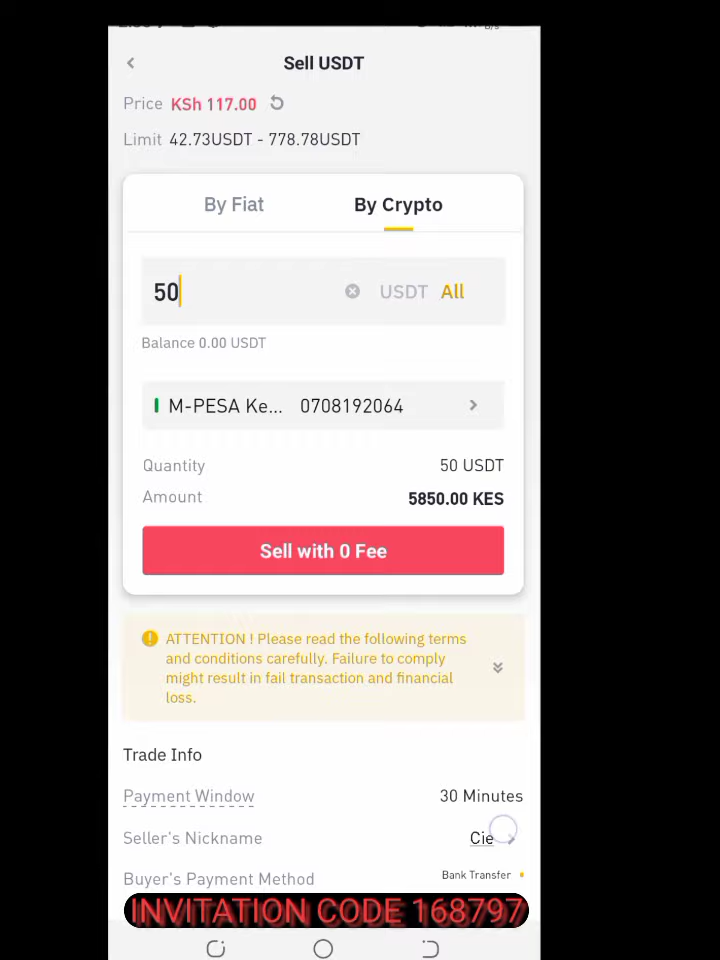 Sell USDT
Price KSh 117.00
Limit 42.73USDT - 778.78USDT
By Fiat By Crypto
50 USDT All
Balance 0.00 USDT
M-PESA Ke... 0708192064
Quantity 50 USDT
Amount 5850.00 KES
Sell with 0 Fee
ATTENTION ! Please read the following terms
and conditions carefully. Failure to comply
might result in fail transaction and financial
loss.
Trade Info
Payment Window 30 Minutes
Seller's Nickname Cie
Buyer's Payment Method Bank Transfer
INVITATION CODE 168797